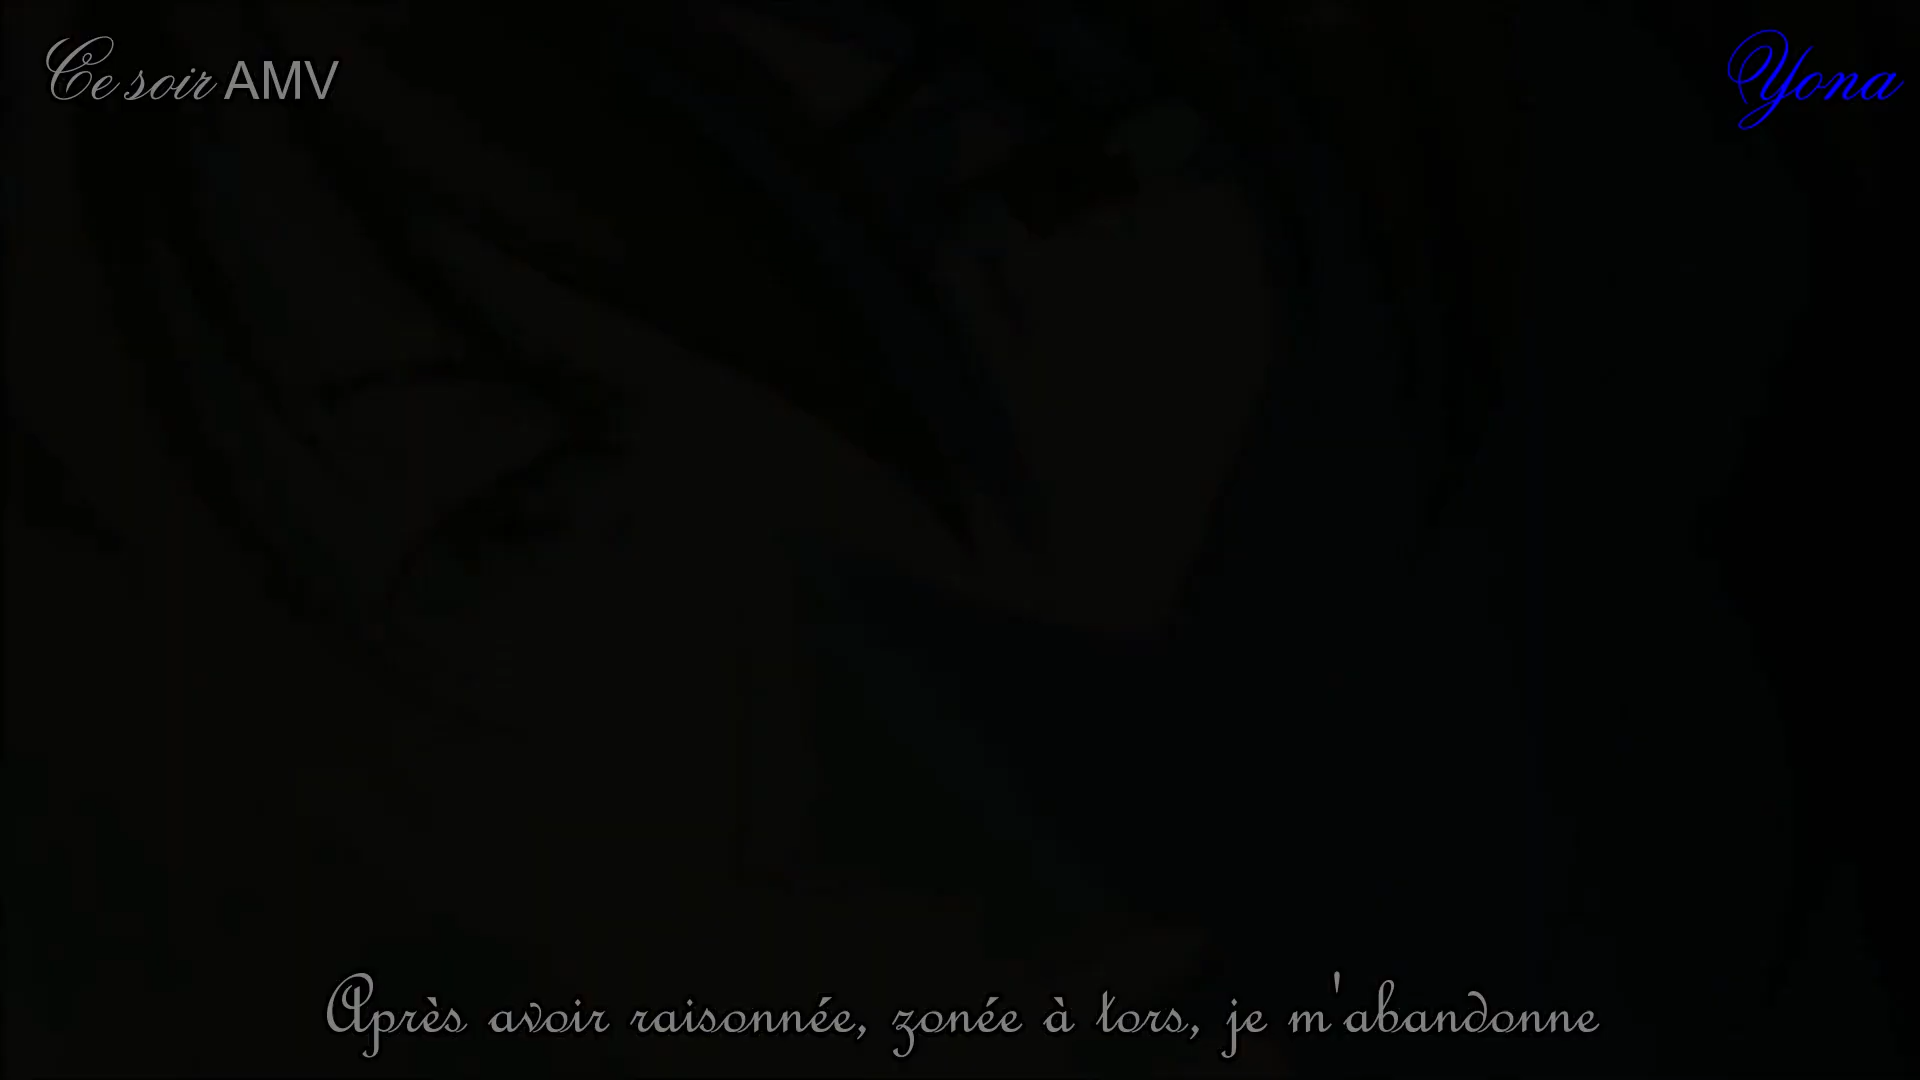 Ce soir AMV
Yona
Après avoir raisonnée, zonée à tors, je m'abandonne